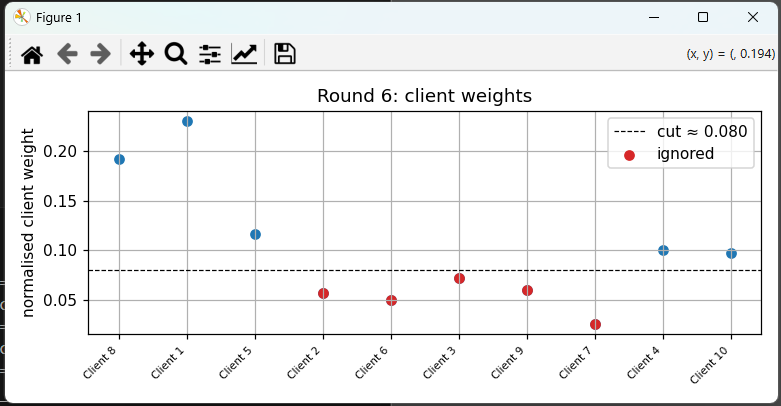 Figure 1
(x, y) = (, 0.194)
Round 6: client weights
normalised client weight
0.20
0.15
0.10
0.05
cut ≈ 0.080
ignored
Client 8
Client 1
Client 5
Client 2
Client 6
Client 3
Client 9
Client 7
Client 4
Client 10